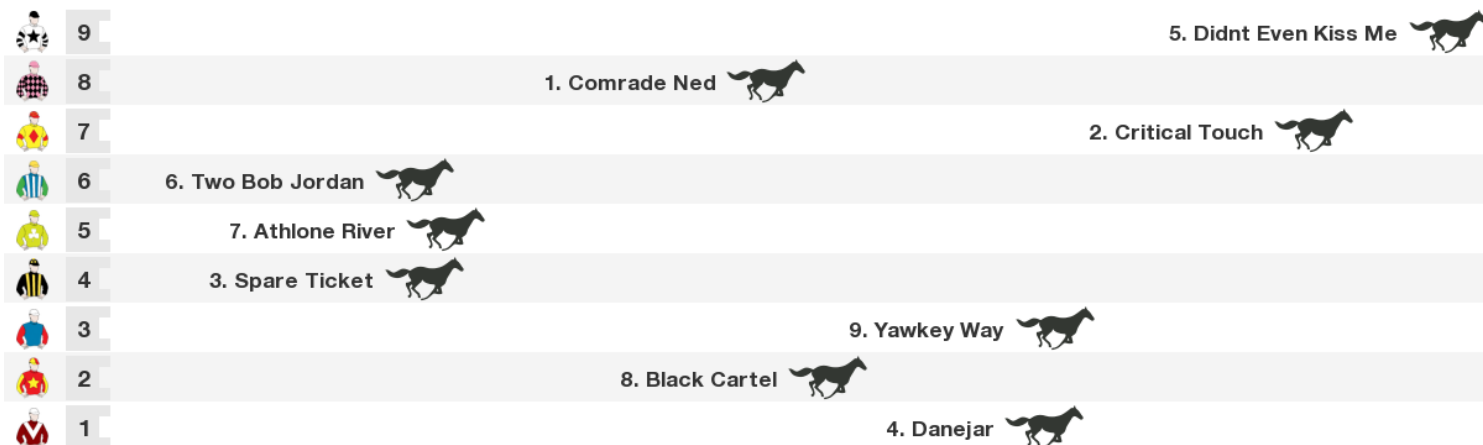 9 5. Didnt Even Kiss Me
8 1. Comrade Ned
7 2. Critical Touch
6 6. Two Bob Jordan
5 7. Athlone River
4 3. Spare Ticket
3 9. Yawkey Way
2 8. Black Cartel
1 4. Danejar